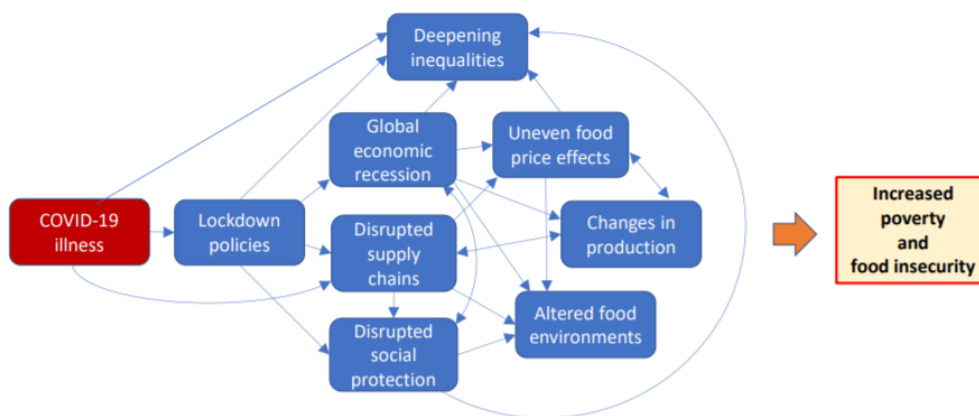 Deepening
inequalities
Global
economic
recession
Uneven food
price effects
COVID-19
illness
Lockdown
policies
Disrupted
supply
chains
Changes in
production
Disrupted
social
protection
Altered food
environments
Increased
poverty
and
food insecurity